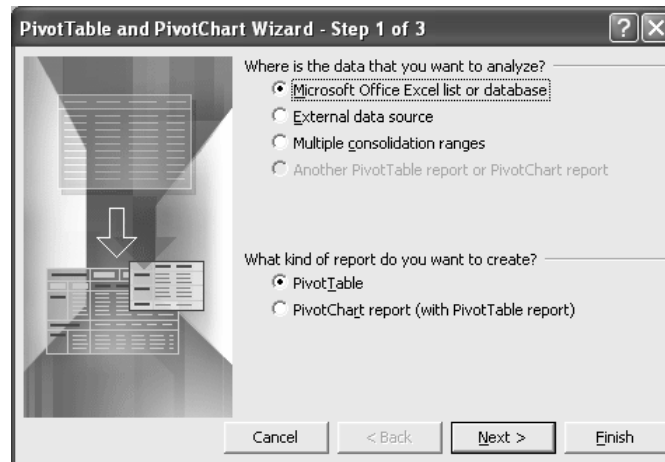 PivotTable and PivotChart Wizard - Step 1 of 3
Where is the data that you want to analyze?
Microsoft Office Excel list or database
External data source
Multiple consolidation ranges
Another PivotTable report or PivotChart report
What kind of report do you want to create?
PivotTable
PivotChart report (with PivotTable report)
Cancel
< Back
Next >
Finish